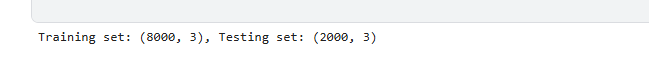 Training set: (8000, 3), Testing set: (2000, 3)